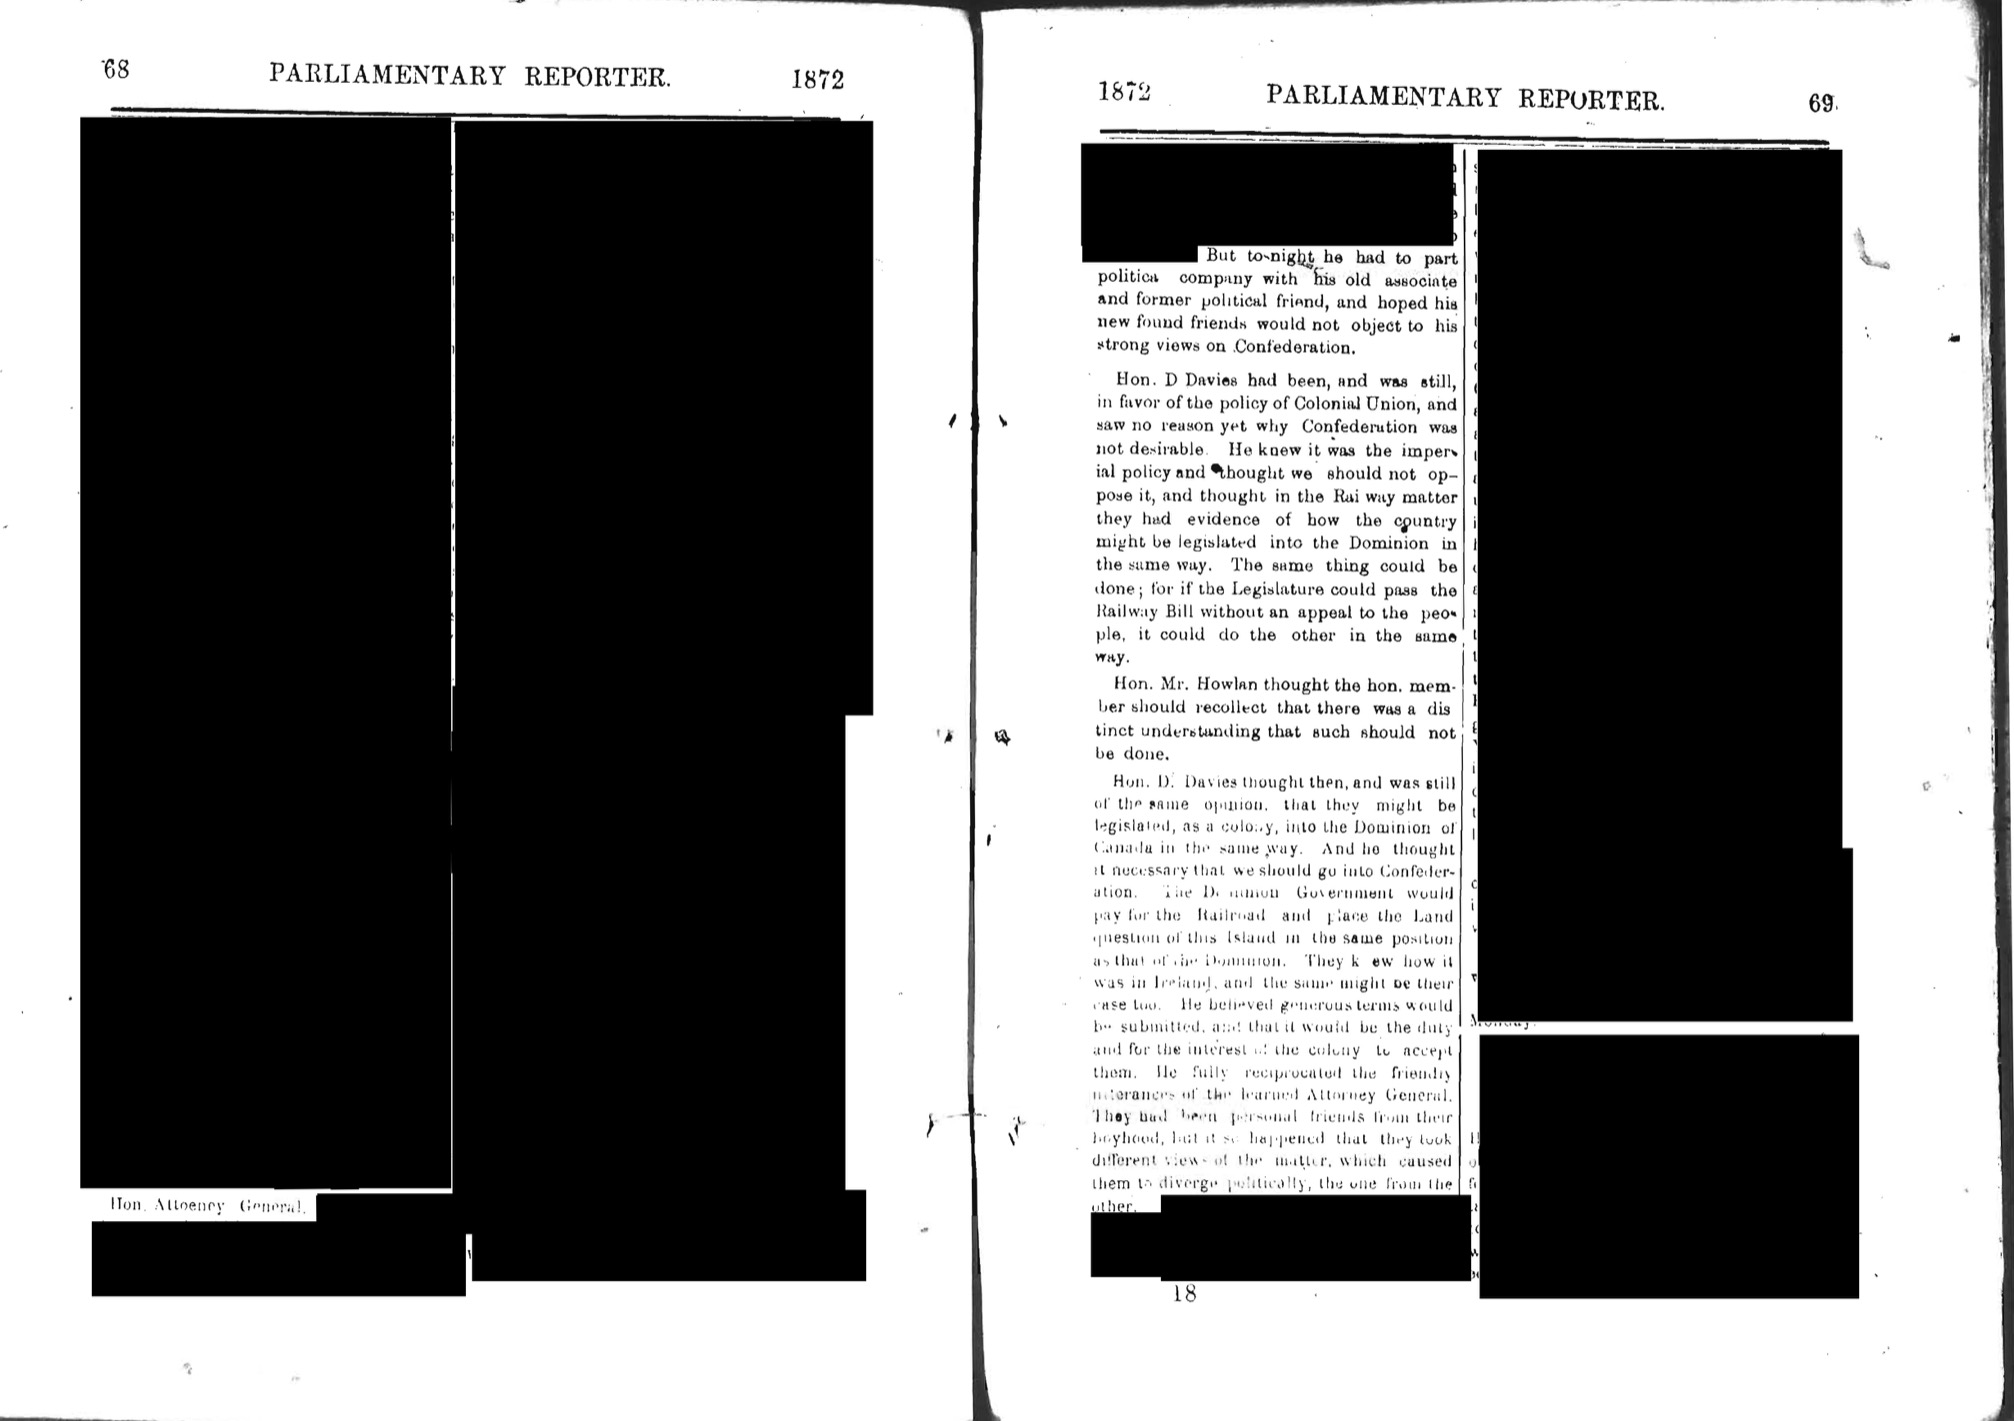 68 PARLIAMENTARY REPORTER. 1872
Hon. Attoeney General.
1872 PARLIAMENTARY REPORTER. 69.
But to-night he had to part
politica company with his old associate
and former political friend, and hoped his
new found friends would not object to his
strong views on Confederation.
Hon. D Davies had been, and was still,
in favor of the policy of Colonial Union, and
saw no reason yet why Confederation was
not desirable. He knew it was the imper-
ial policy and thought we should not op-
pose it, and thought in the Rai way matter
they had evidence of how the country
might be legislated into the Dominion in
the same way. The same thing could be
done; for if the Legislature could pass the
Railway Bill without an appeal to the peo-
ple, it could do the other in the same
way.
Hon. Mr. Howlan thought the hon. mem-
ber should recollect that there was a dis
tinct understanding that such should not
be done.
Hon. D. Davies thought then, and was still
of the same opinion, that they might be
legislated, as a colony, into the Dominion of
Canada in the same way. And he thought
it necessary that we should go into Confeder-
ation. The Dominion Government would
pay for the Railroad and place the Land
question of this Island in the same position
as that of the Dominion. They k ew how it
was in Ireland, and the same might be their
case too. He believed generous terms would
be submitted, and that it would be the duty
and for the interest of the colony to accept
them. He fully reciprocated the friendly
utterances of the learned Attorney General.
They had been personal friends from their
boyhood, but it so happened that they took
different views of the matter, which caused
them to diverge politically, the one from the
other.
18
Monday.